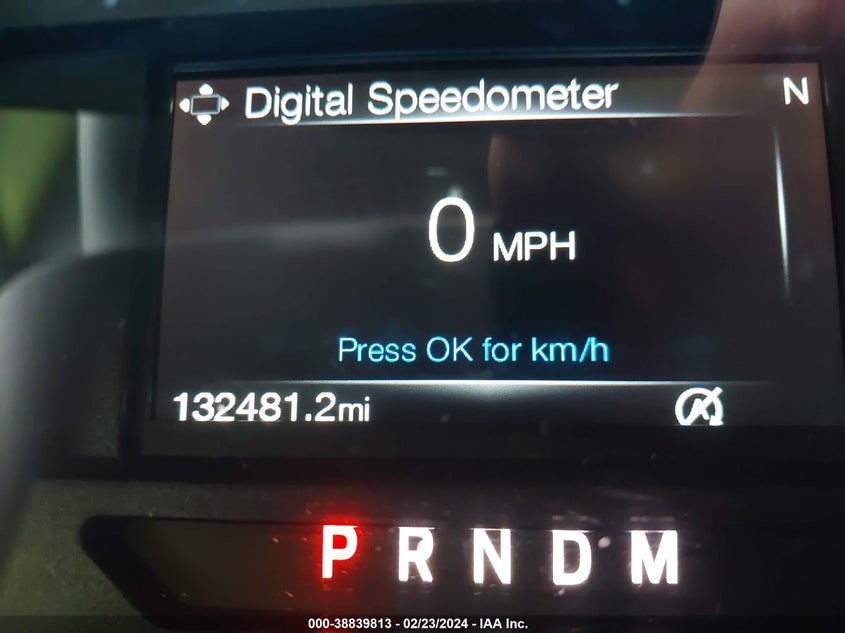 Digital Speedometer N
0 MPH
Press OK for km/h
132481.2mi
P R N D M
000-38839813 - 02/23/2024 - IAA Inc.